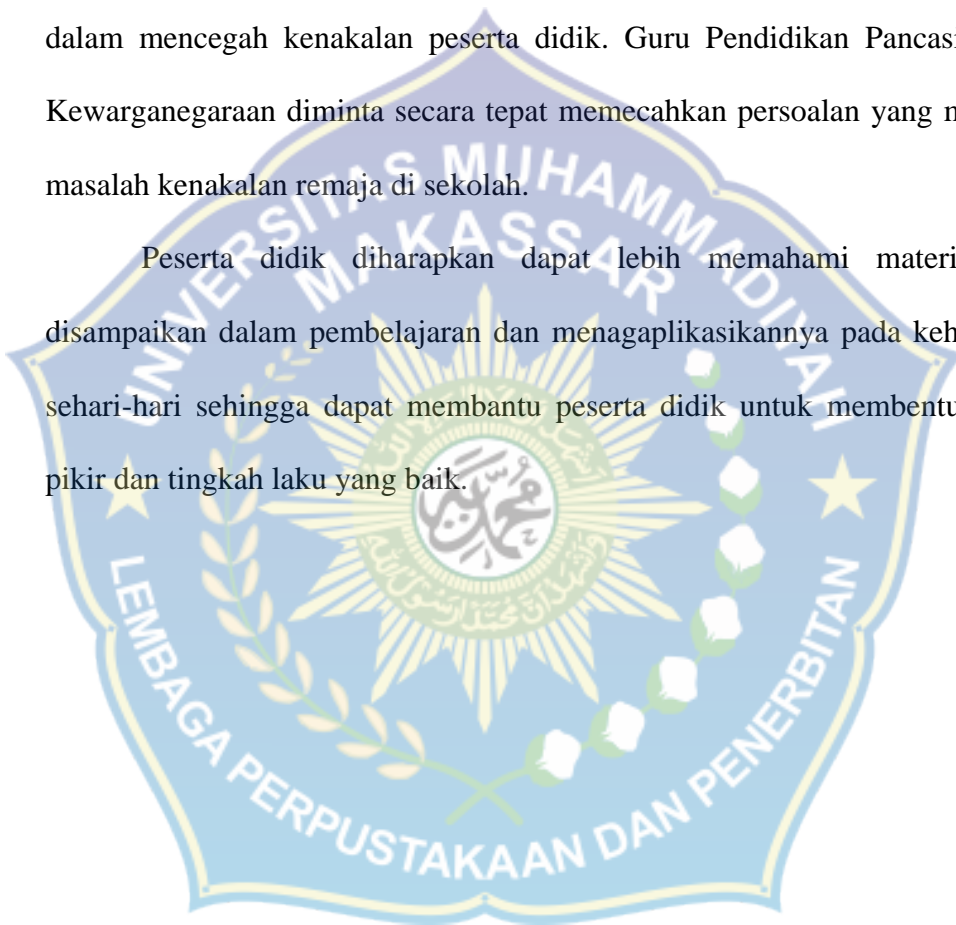 dalam mencegah kenakalan peserta didik. Guru Pendidikan Pancas
Kewarganegaraan diminta secara tepat memecahkan persoalan yang
masalah kenakalan remaja di sekolah.
Peserta didik diharapkan dapat lebih memahami materi
disampaikan dalam pembelajaran dan menagaplikasikannya pada keh
sehari-hari sehingga dapat membantu peserta didik untuk membentu
pikir dan tingkah laku yang baik.
UNIVERSITAS MUHAMMADIYAH
MAKASSAR
محمد
LEMBAGA PERPUSTAKAAN DAN PENERBITAN